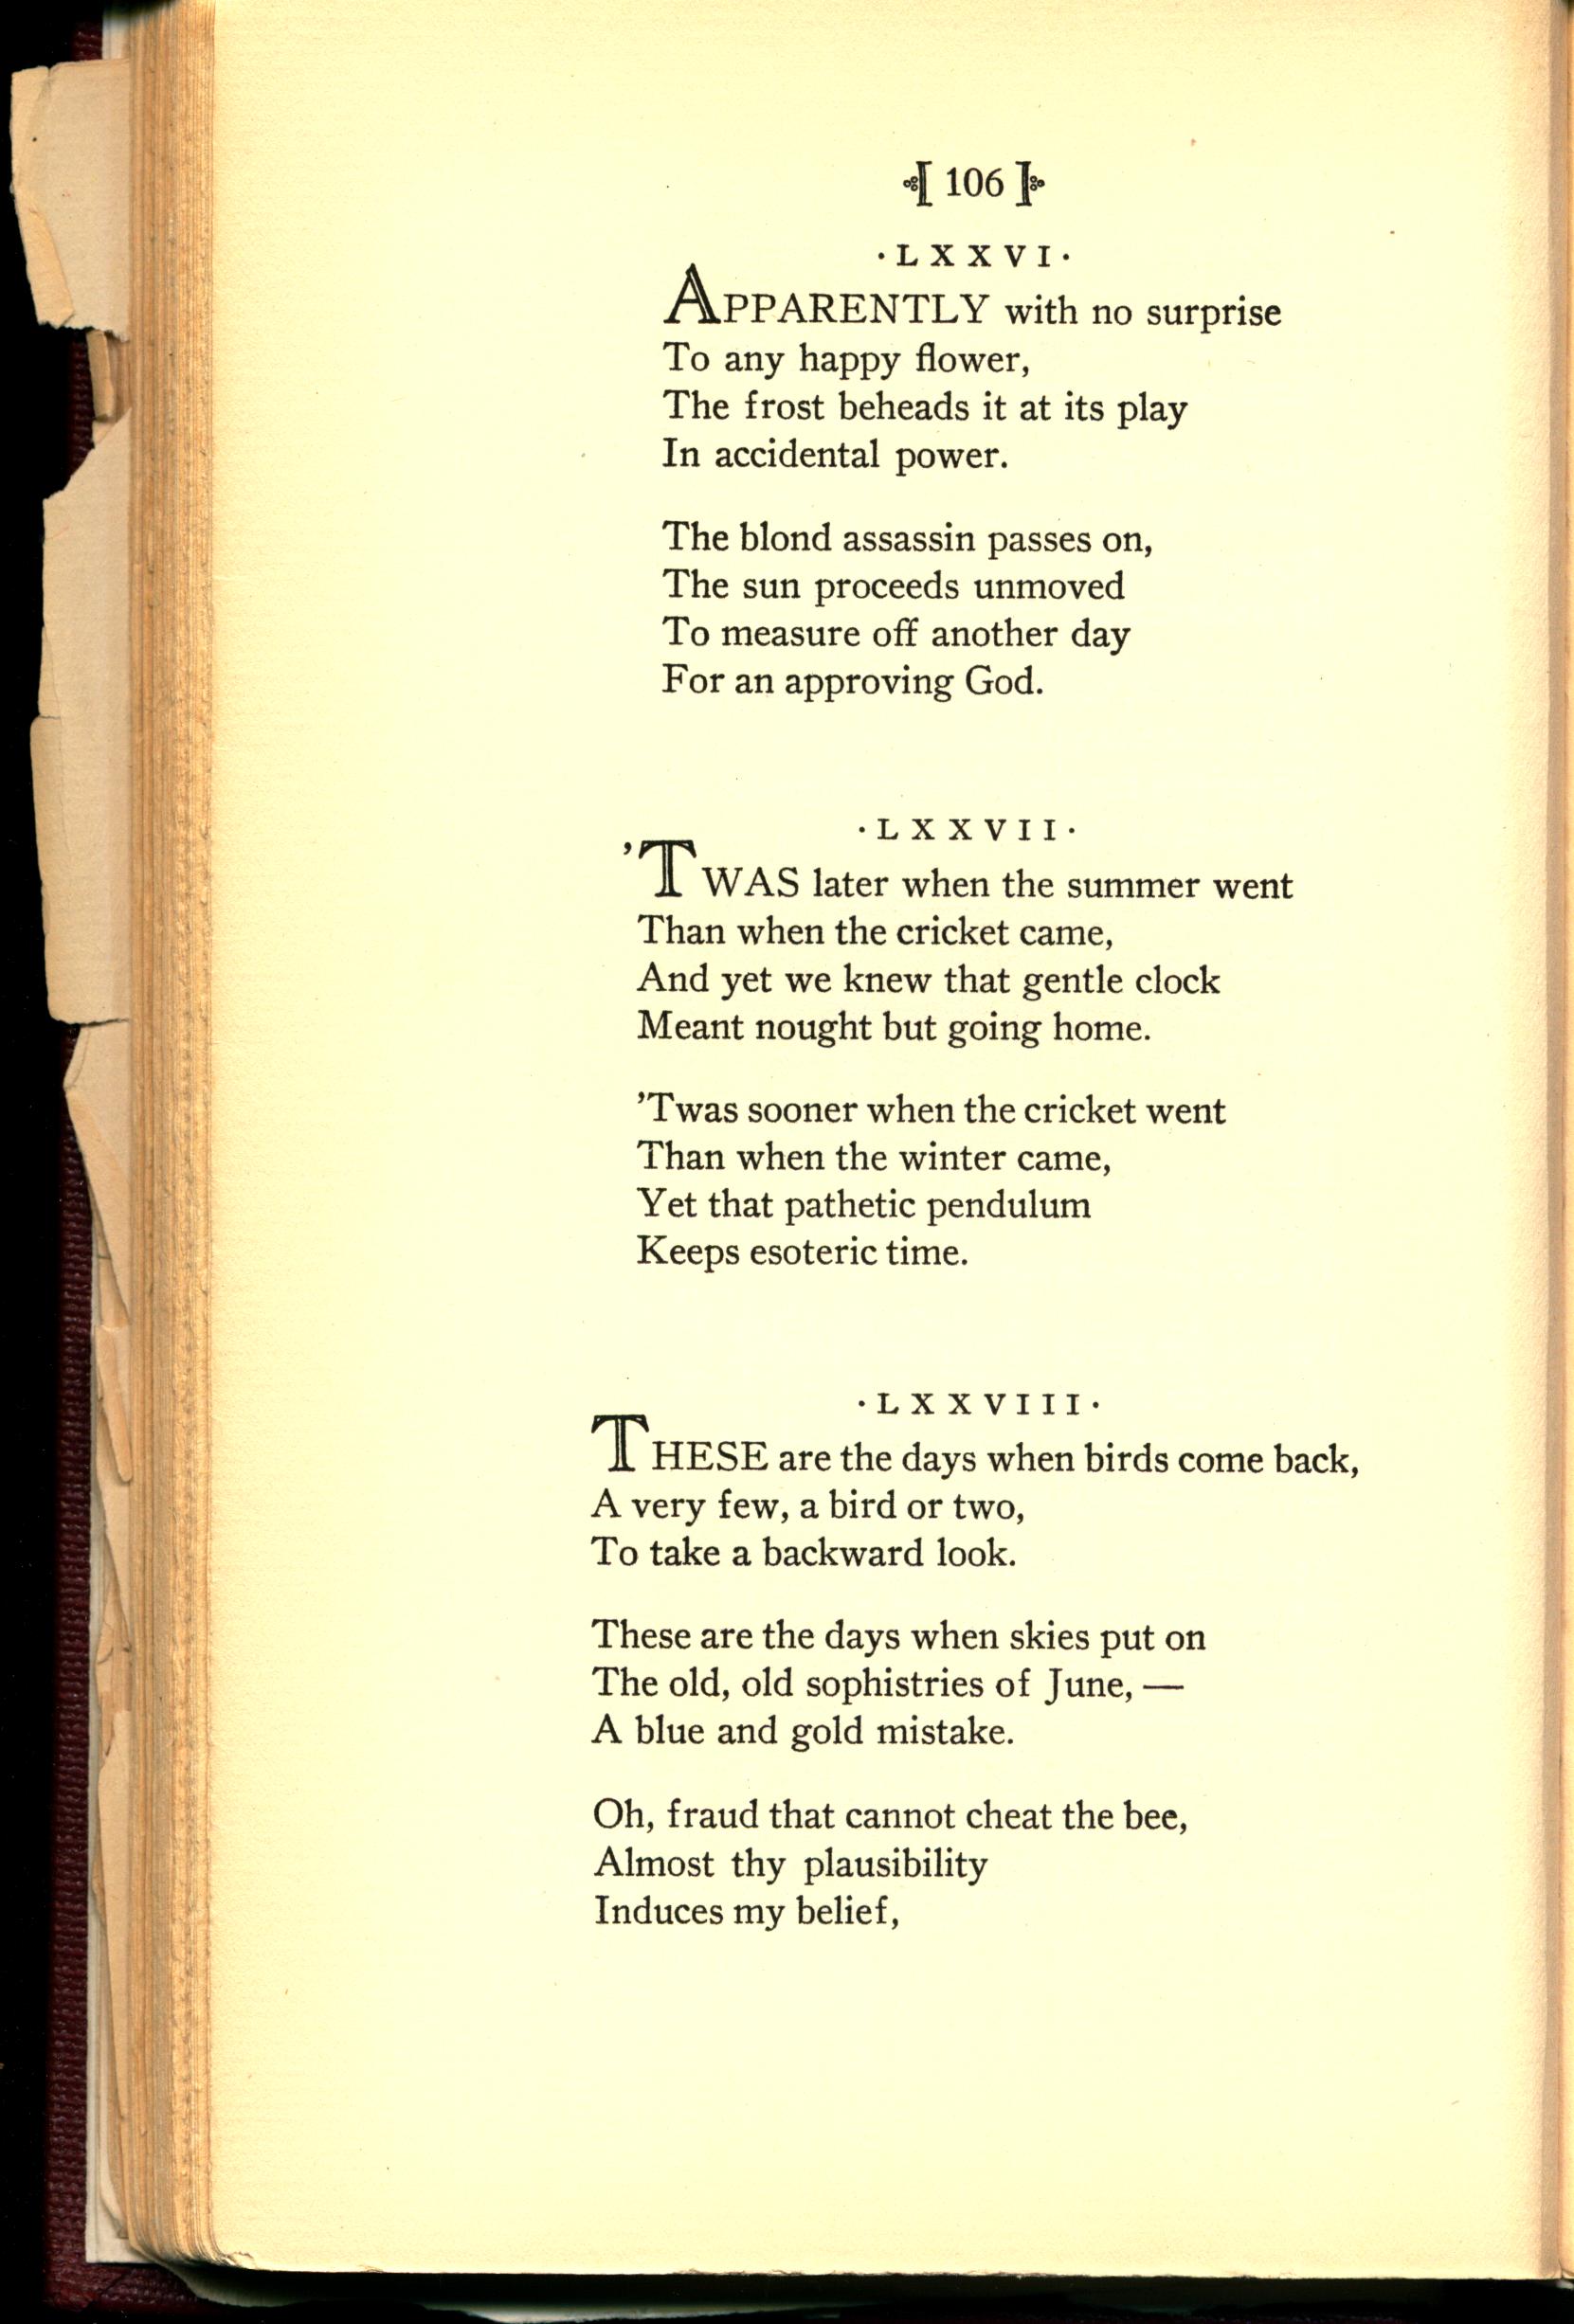 [ 106 ]
·LXXVI·
APPARENTLY with no surprise
To any happy flower,
The frost beheads it at its play
In accidental power.
The blond assassin passes on,
The sun proceeds unmoved
To measure off another day
For an approving God.
·LXXVII·
’TWAS later when the summer went
Than when the cricket came,
And yet we knew that gentle clock
Meant nought but going home.
’Twas sooner when the cricket went
Than when the winter came,
Yet that pathetic pendulum
Keeps esoteric time.
·LXXVIII·
THESE are the days when birds come back,
A very few, a bird or two,
To take a backward look.
These are the days when skies put on
The old, old sophistries of June, —
A blue and gold mistake.
Oh, fraud that cannot cheat the bee,
Almost thy plausibility
Induces my belief,